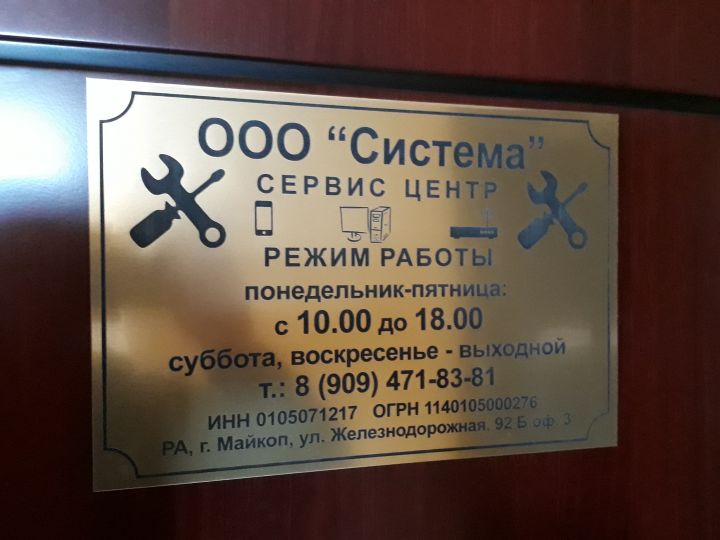 ООО “Система”
СЕРВИС ЦЕНТР
РЕЖИМ РАБОТЫ
понедельник-пятница:
с 10.00 до 18.00
суббота, воскресенье - выходной
т.: 8 (909) 471-83-81
ИНН 0105071217 ОГРН 1140105000276
РА, г. Майкоп, ул. Железнодорожная. 92 Б оф. 3